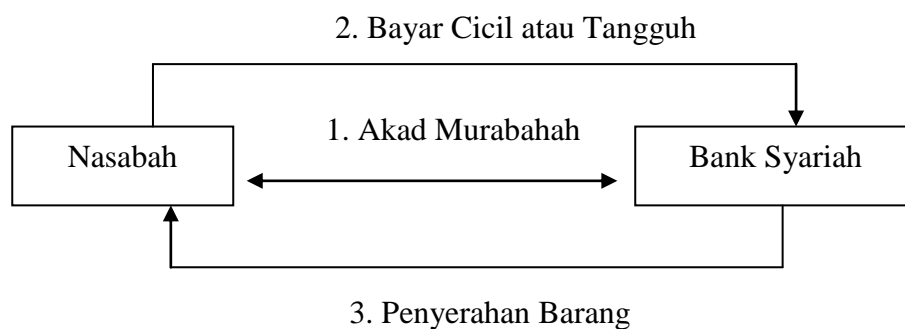 2. Bayar Cicil atau Tangguh
1. Akad Murabahah
Nasabah
Bank Syariah
3. Penyerahan Barang